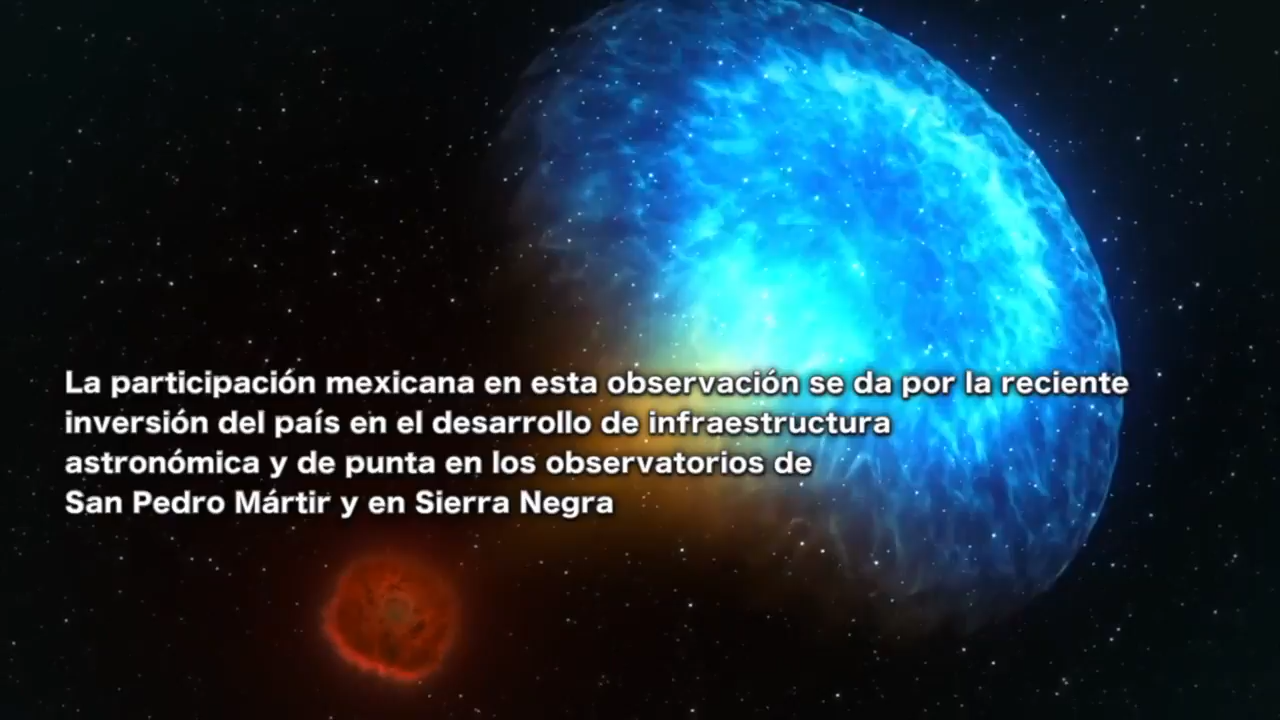 La participación mexicana en esta observación se da por la reciente
inversión del país en el desarrollo de infraestructura
astronómica y de punta en los observatorios de
San Pedro Mártir y en Sierra Negra